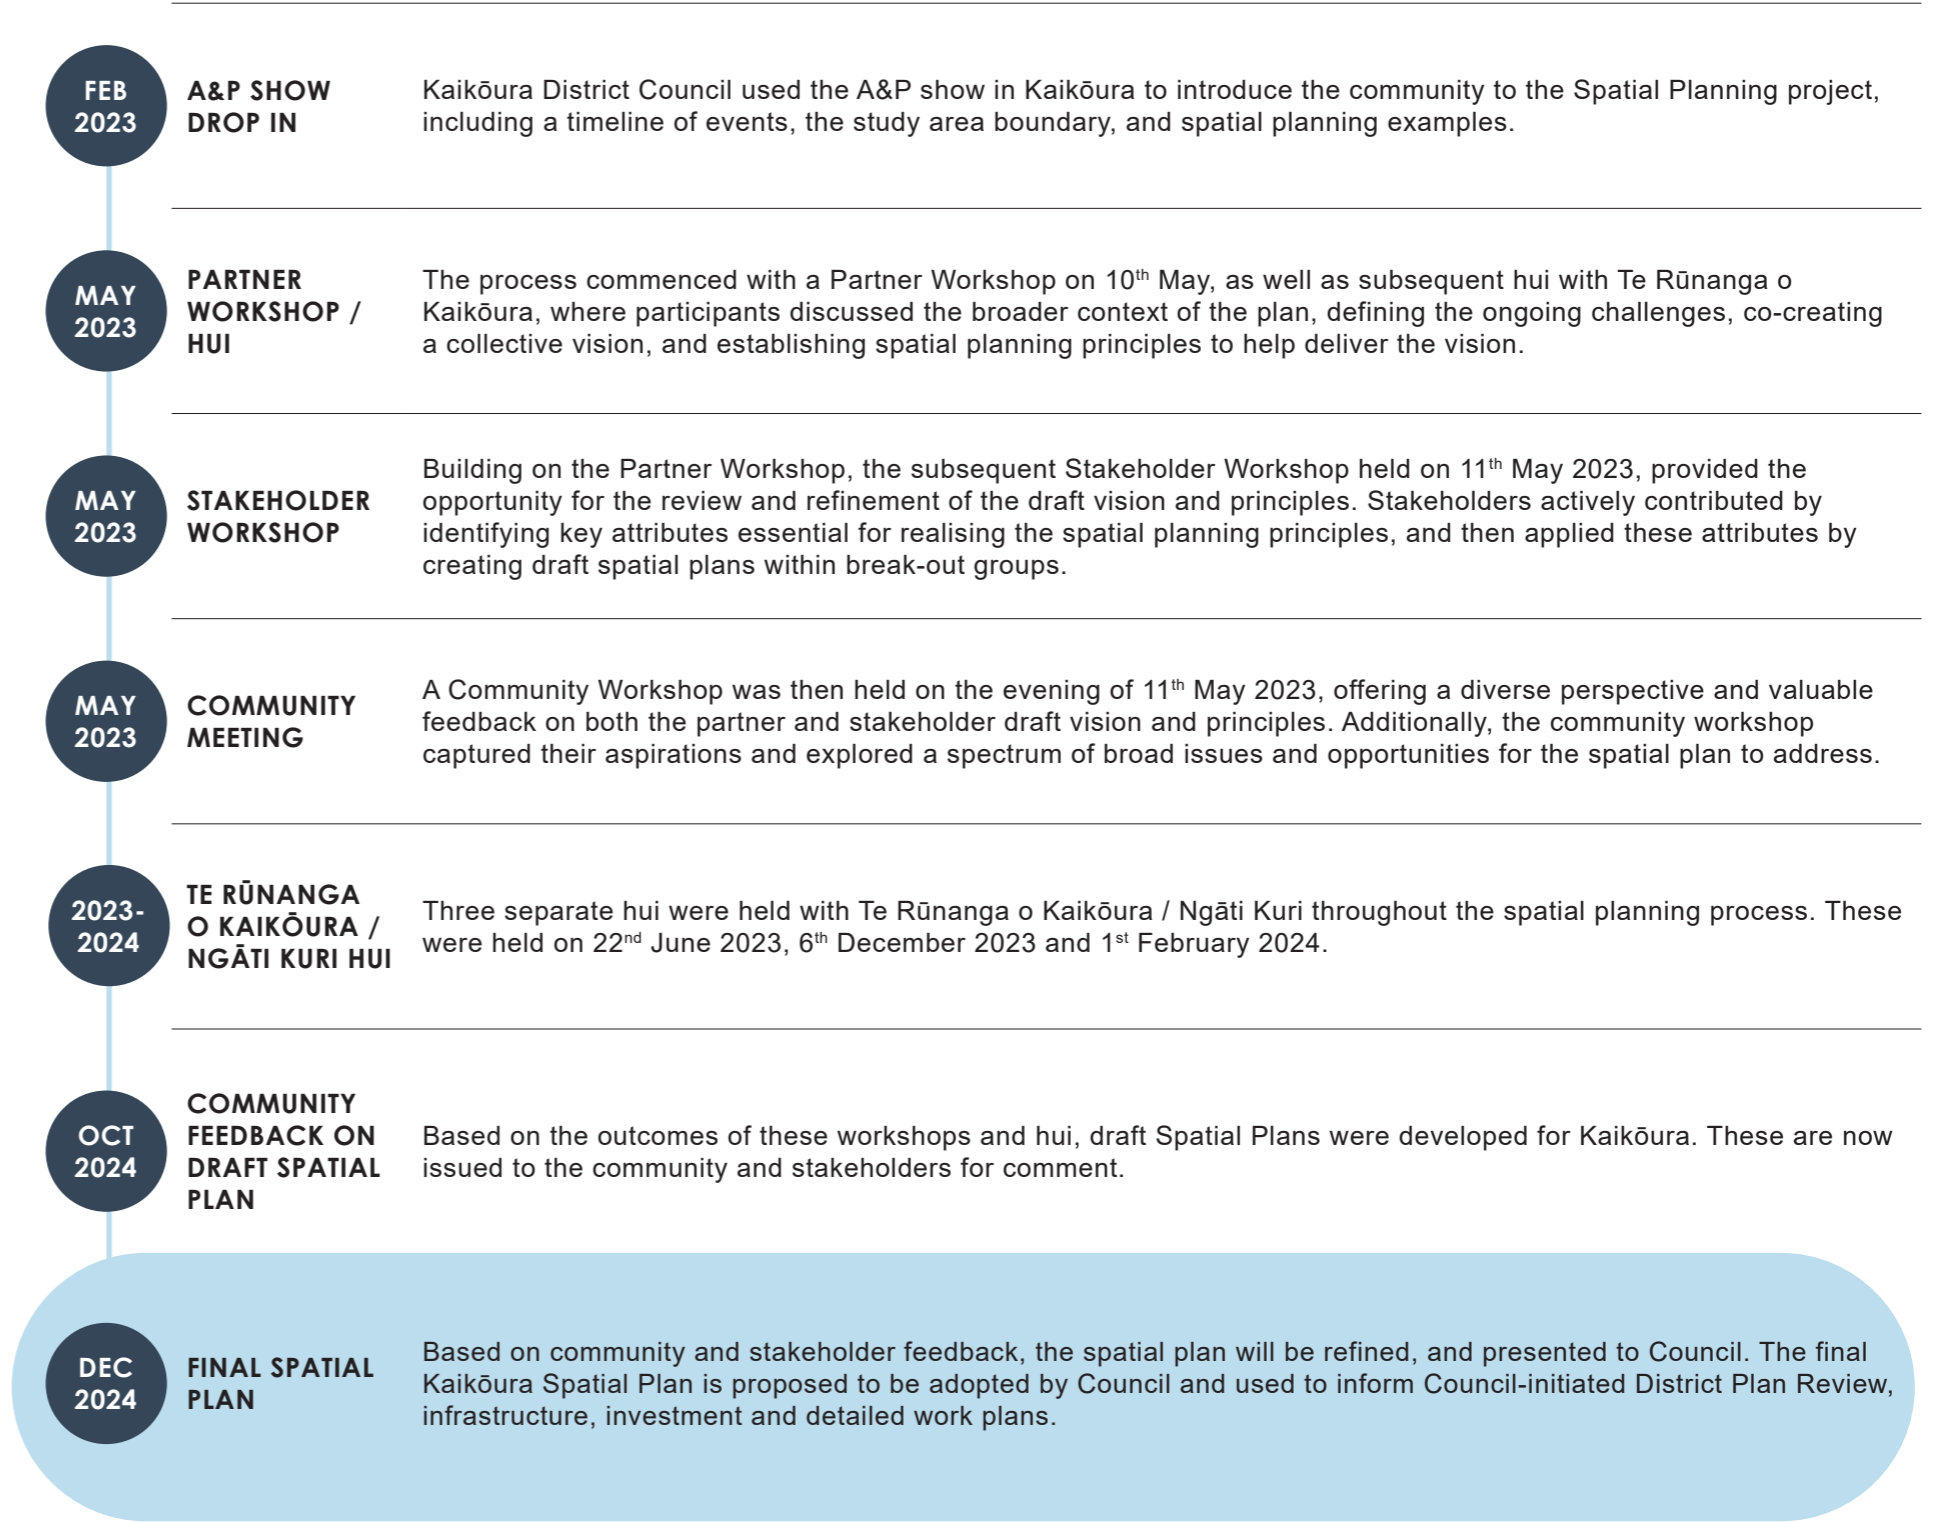 FEB
2023
A&P SHOW
DROP IN
Kaikōura District Council used the A&P show in Kaikōura to introduce the community to the Spatial Planning project,
including a timeline of events, the study area boundary, and spatial planning examples.
MAY
2023
PARTNER
WORKSHOP /
HUI
The process commenced with a Partner Workshop on 10th May, as well as subsequent hui with Te Rūnanga o
Kaikōura, where participants discussed the broader context of the plan, defining the ongoing challenges, co-creating
a collective vision, and establishing spatial planning principles to help deliver the vision.
MAY
2023
STAKEHOLDER
WORKSHOP
Building on the Partner Workshop, the subsequent Stakeholder Workshop held on 11th May 2023, provided the
opportunity for the review and refinement of the draft vision and principles. Stakeholders actively contributed by
identifying key attributes essential for realising the spatial planning principles, and then applied these attributes by
creating draft spatial plans within break-out groups.
MAY
2023
COMMUNITY
MEETING
A Community Workshop was then held on the evening of 11th May 2023, offering a diverse perspective and valuable
feedback on both the partner and stakeholder draft vision and principles. Additionally, the community workshop
captured their aspirations and explored a spectrum of broad issues and opportunities for the spatial plan to address.
2023-
2024
TE RŪNANGA
O KAIKŌURA /
NGĀTI KURI HUI
Three separate hui were held with Te Rūnanga o Kaikōura / Ngāti Kuri throughout the spatial planning process. These
were held on 22nd June 2023, 6th December 2023 and 1st February 2024.
OCT
2024
COMMUNITY
FEEDBACK ON
DRAFT SPATIAL
PLAN
Based on the outcomes of these workshops and hui, draft Spatial Plans were developed for Kaikōura. These are now
issued to the community and stakeholders for comment.
DEC
2024
FINAL SPATIAL
PLAN
Based on community and stakeholder feedback, the spatial plan will be refined, and presented to Council. The final
Kaikōura Spatial Plan is proposed to be adopted by Council and used to inform Council-initiated District Plan Review,
infrastructure, investment and detailed work plans.